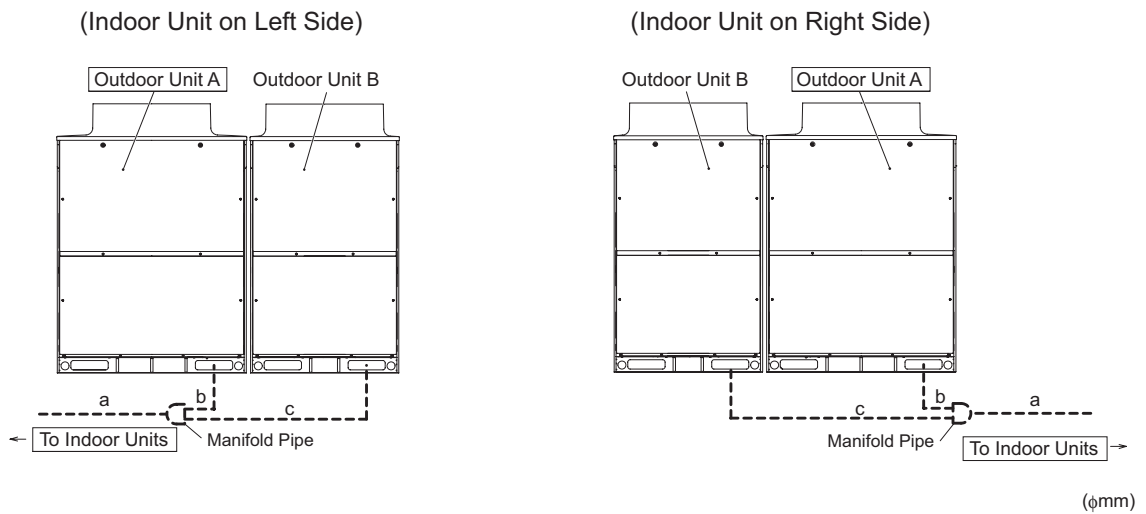 (Indoor Unit on Left Side)
Outdoor Unit A
Outdoor Unit B
a
b
c
To Indoor Units
Manifold Pipe
(Indoor Unit on Right Side)
Outdoor Unit B
Outdoor Unit A
c
b
a
Manifold Pipe
To Indoor Units
(ϕmm)